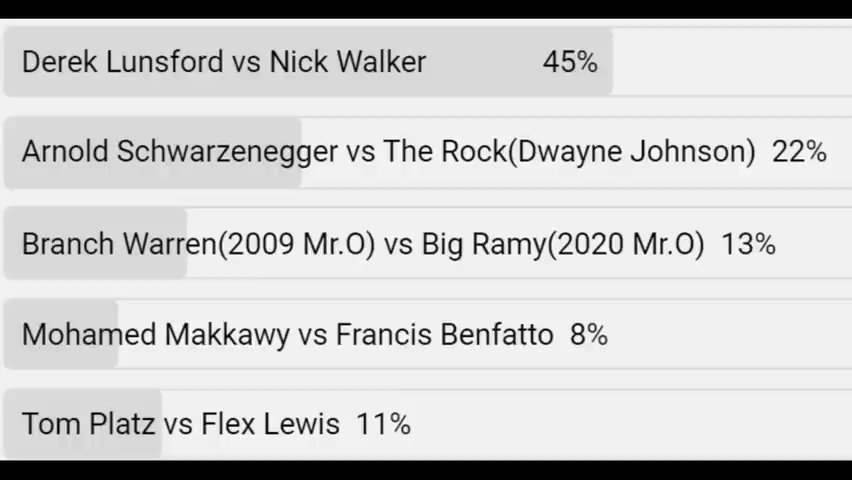 Derek Lunsford vs Nick Walker 45%
Arnold Schwarzenegger vs The Rock(Dwayne Johnson) 22%
Branch Warren(2009 Mr.O) vs Big Ramy(2020 Mr.O) 13%
Mohamed Makkawy vs Francis Benfatto 8%
Tom Platz vs Flex Lewis 11%